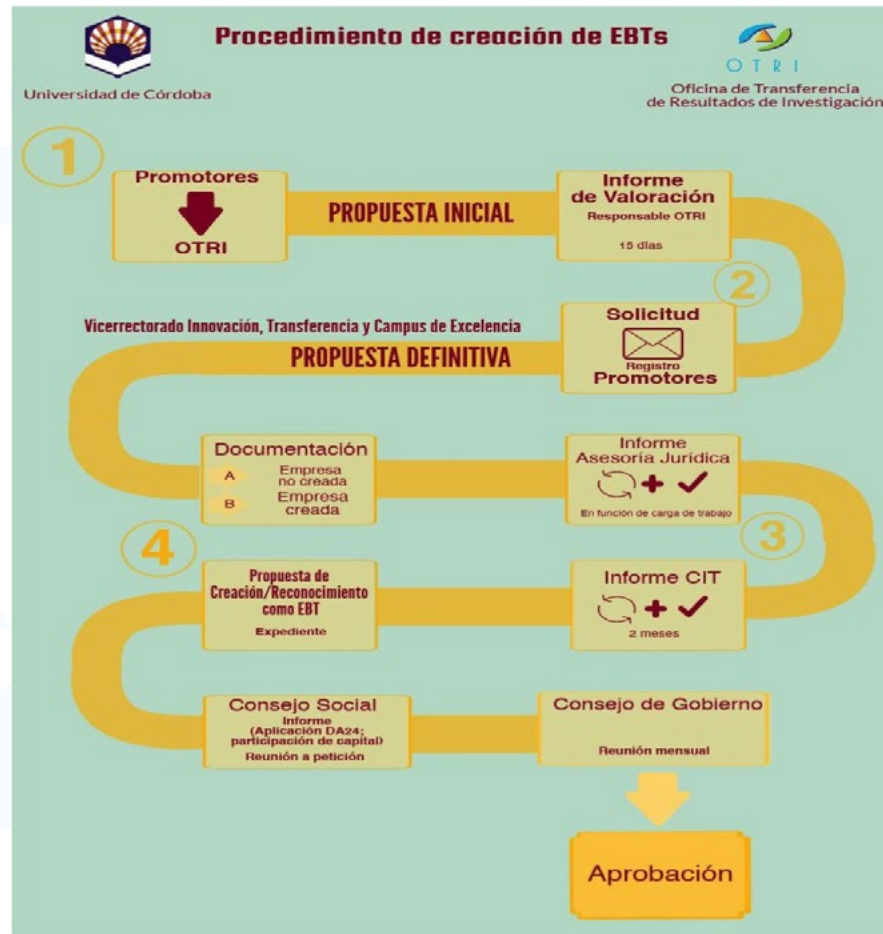 Procedimiento de creación de EBTs
Universidad de Córdoba
OTRI
Oficina de Transferencia
de Resultados de Investigación
1
Promotores
OTRI
PROPUESTA INICIAL
Informe
de Valoración
Responsable OTRI
15 días
2
Solicitud
Registro
Promotores
Vicerrectorado Innovación, Transferencia y Campus de Excelencia
PROPUESTA DEFINITIVA
Documentación
A Empresa
no creada
B Empresa
creada
Informe
Asesoría Jurídica
En función de carga de trabajo
3
Informe CIT
2 meses
4
Propuesta de
Creación/Reconocimiento
como EBT
Expediente
Consejo Social
Informe
(Aplicación DA24;
participación de capital)
Reunión a petición
Consejo de Gobierno
Reunión mensual
Aprobación